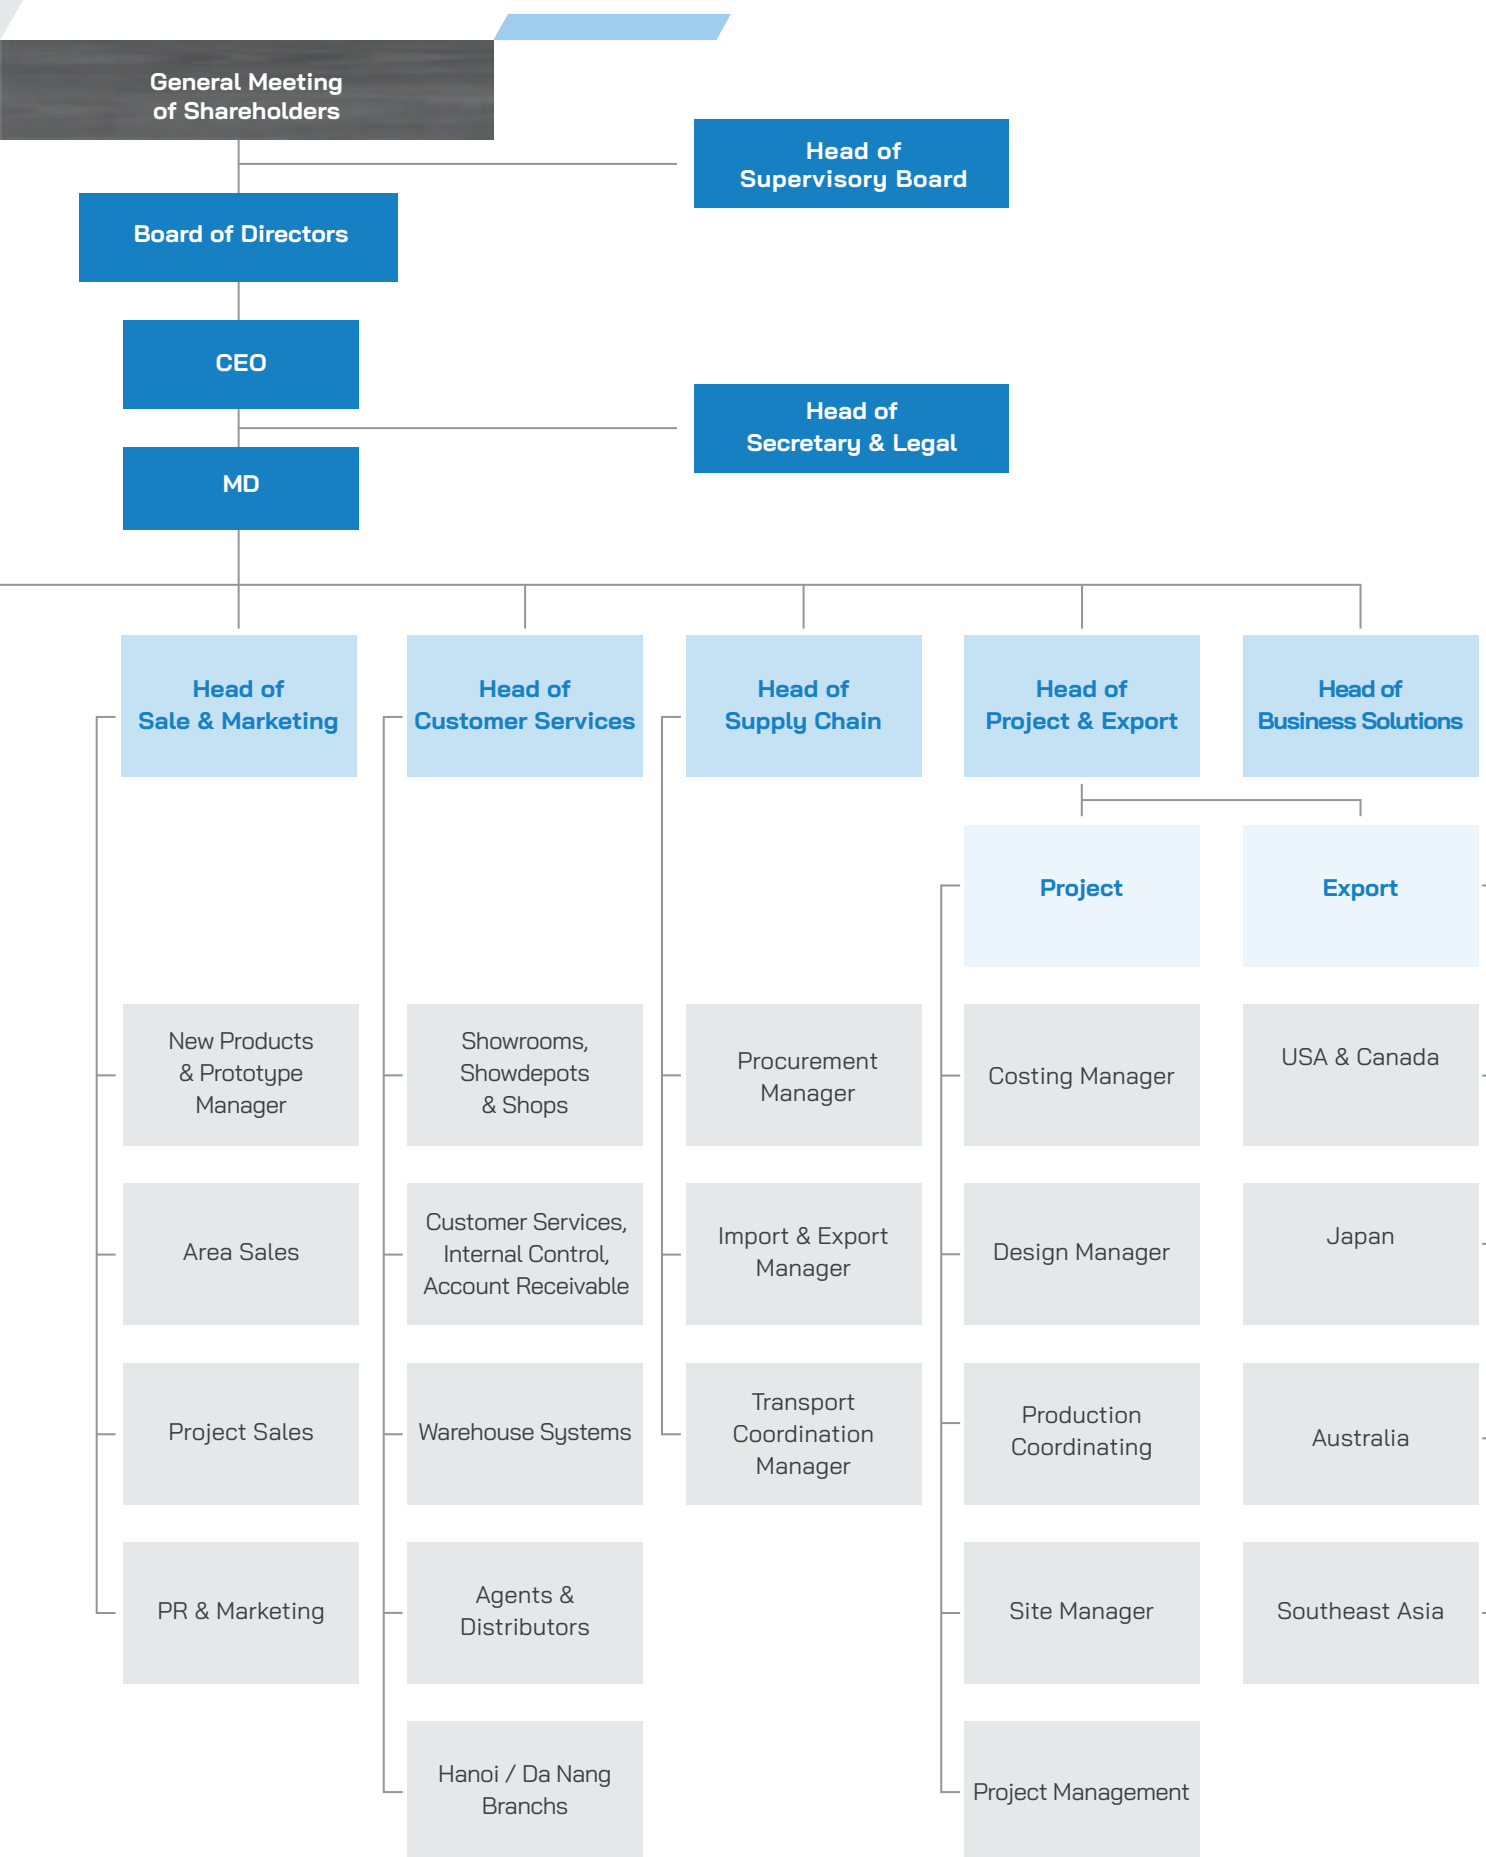 General Meeting
of Shareholders
Head of
Supervisory Board
Board of Directors
CEO
Head of
Secretary & Legal
MD
Head of
Sale & Marketing
Head of
Customer Services
Head of
Supply Chain
Head of
Project & Export
Head of
Business Solutions
Project
Export
New Products
& Prototype
Manager
Showrooms,
Showdepots
& Shops
Procurement
Manager
Costing Manager
USA & Canada
Area Sales
Customer Services,
Internal Control,
Account Receivable
Import & Export
Manager
Design Manager
Japan
Project Sales
Warehouse Systems
Transport
Coordination
Manager
Production
Coordinating
Australia
PR & Marketing
Agents &
Distributors
Site Manager
Southeast Asia
Hanoi / Da Nang
Branchs
Project Management